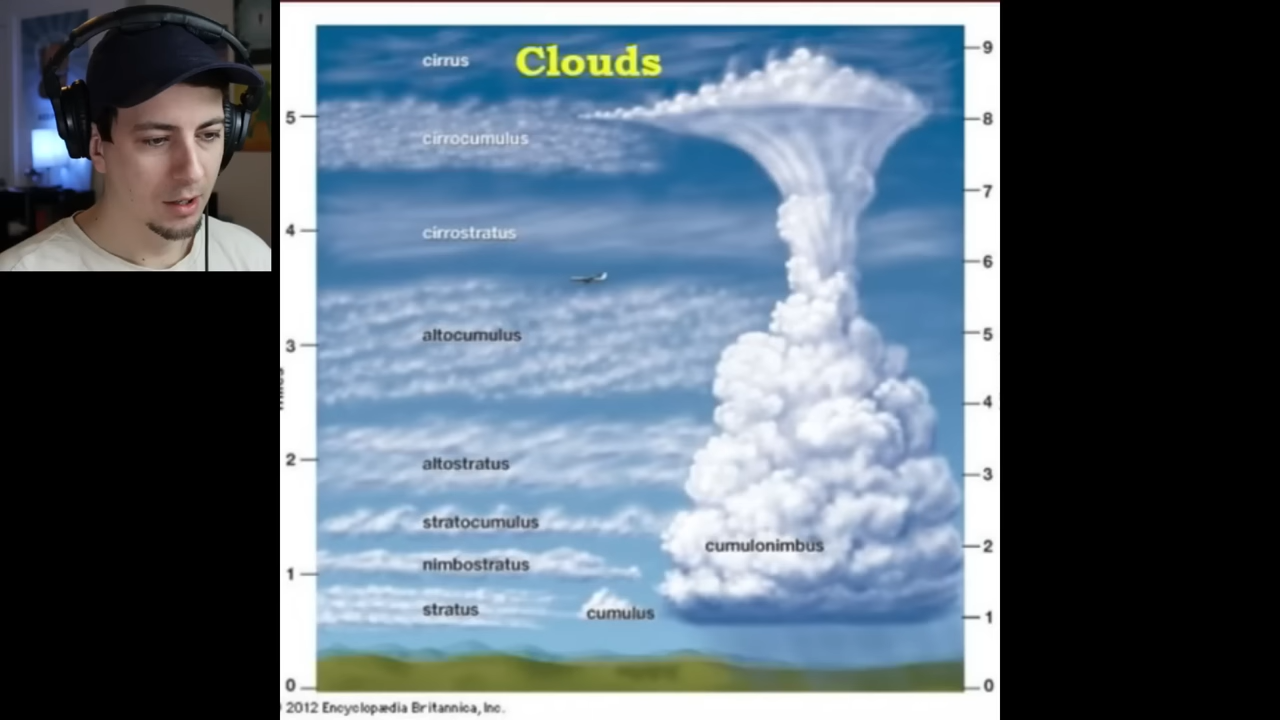 Clouds
cirrus
cirrocumulus
cirrostratus
altocumulus
altostratus
stratocumulus
nimbostratus
stratus
cumulus
cumulonimbus
5
4
3
2
1
0
9
8
7
6
5
4
3
2
1
0
2012 Encyclopædia Britannica, Inc.